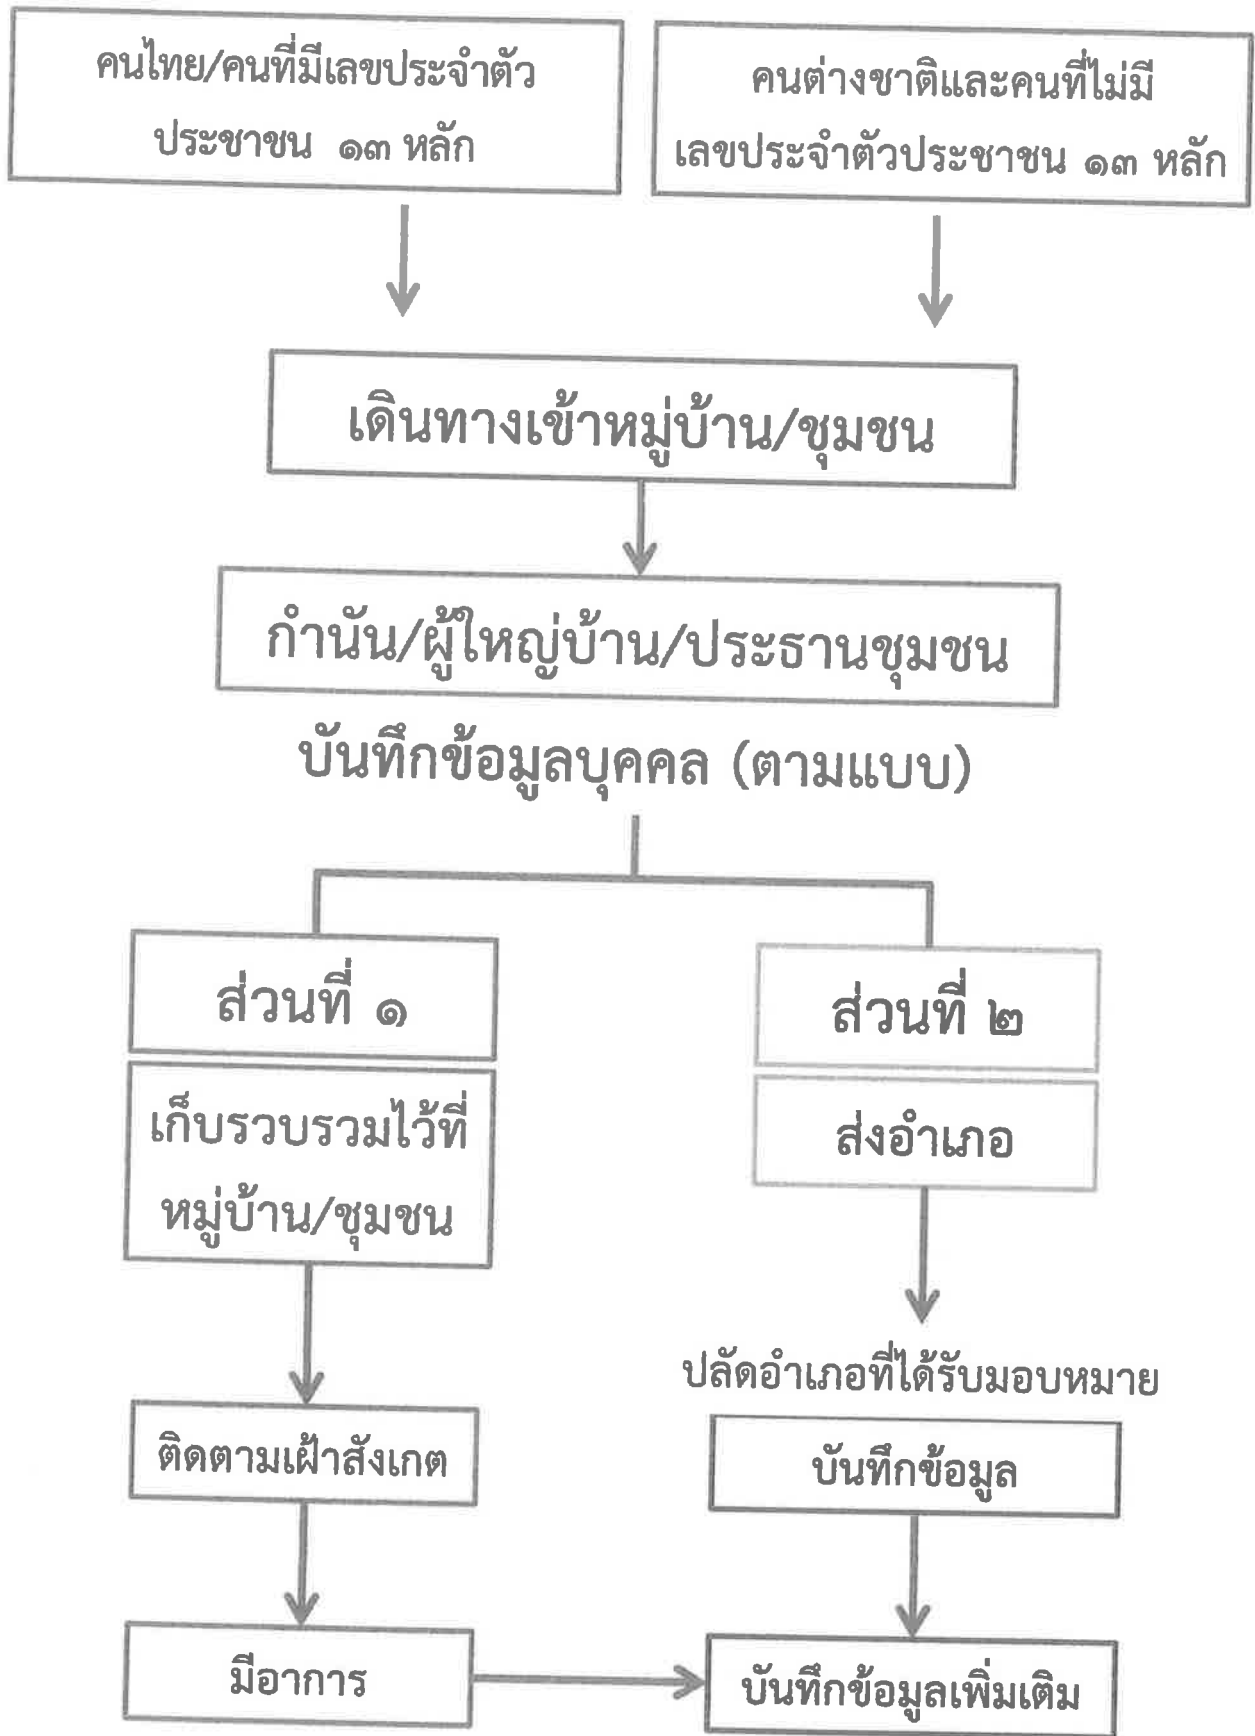 คนไทย/คนที่มีเลขประจำตัว
ประชาชน ๑๓ หลัก
คนต่างชาติและคนที่ไม่มี
เลขประจำตัวประชาชน ๑๓ หลัก
เดินทางเข้าหมู่บ้าน/ชุมชน
กำนัน/ผู้ใหญ่บ้าน/ประธานชุมชน
บันทึกข้อมูลบุคคล (ตามแบบ)
ส่วนที่ ๑
เก็บรวบรวมไว้ที่
หมู่บ้าน/ชุมชน
ติดตามเฝ้าสังเกต
มีอาการ
ส่วนที่ ๒
ส่งอำเภอ
ปลัดอำเภอที่ได้รับมอบหมาย
บันทึกข้อมูล
บันทึกข้อมูลเพิ่มเติม